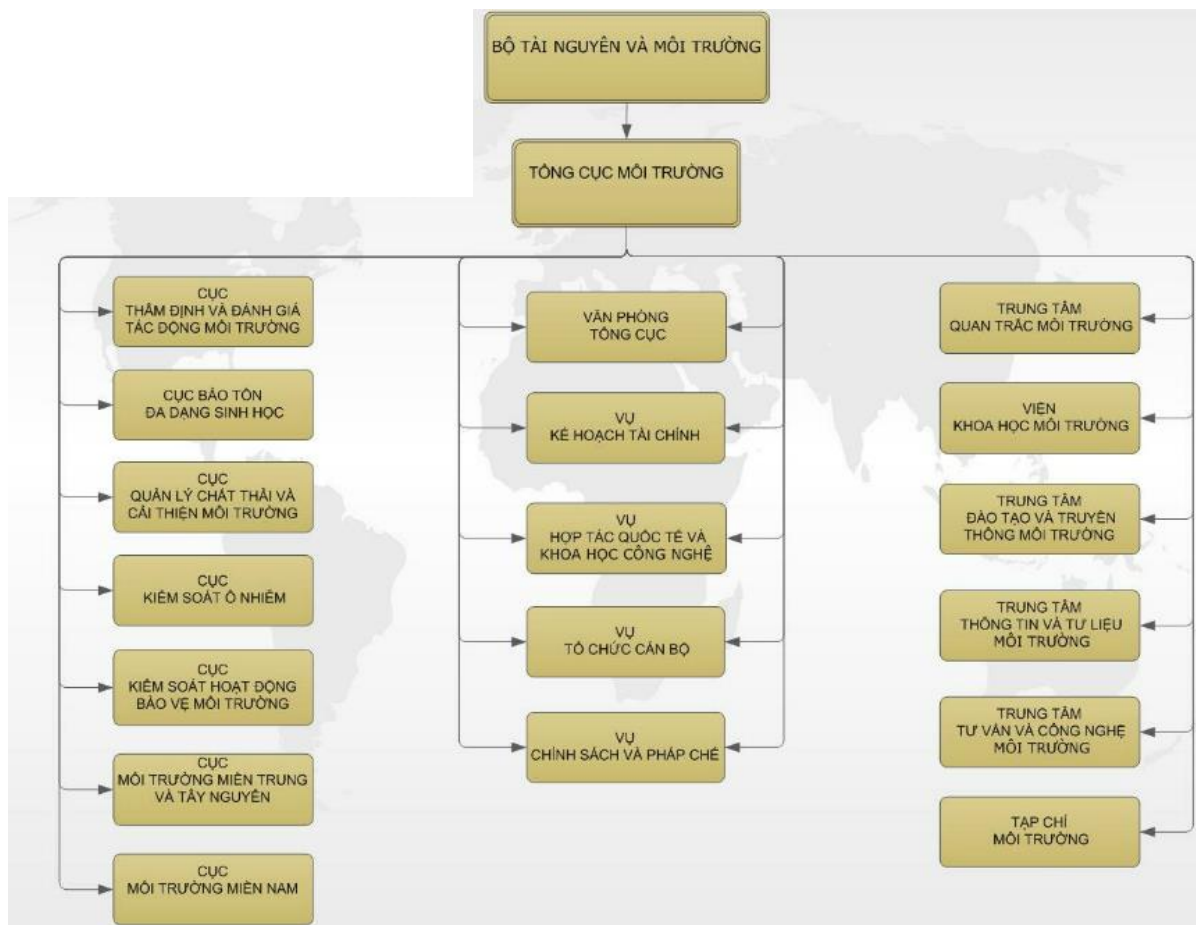 BỘ TÀI NGUYÊN VÀ MÔI TRƯỜNG
TỔNG CỤC MÔI TRƯỜNG
CỤC
THẨM ĐỊNH VÀ ĐÁNH GIÁ
TÁC ĐỘNG MÔI TRƯỜNG
CỤC BẢO TỒN
ĐA DẠNG SINH HỌC
CỤC
QUẢN LÝ CHẤT THẢI VÀ
CẢI THIỆN MÔI TRƯỜNG
CỤC
KIỂM SOÁT Ô NHIỄM
CỤC
KIỂM SOÁT HOẠT ĐỘNG
BẢO VỆ MÔI TRƯỜNG
CỤC
MÔI TRƯỜNG MIỀN TRUNG
VÀ TÂY NGUYÊN
CỤC
MÔI TRƯỜNG MIỀN NAM
VĂN PHÒNG
TỔNG CỤC
VỤ
KẾ HOẠCH TÀI CHÍNH
VỤ
HỢP TÁC QUỐC TẾ VÀ
KHOA HỌC CÔNG NGHỆ
VỤ
TỔ CHỨC CÁN BỘ
VỤ
CHÍNH SÁCH VÀ PHÁP CHẾ
TRUNG TÂM
QUAN TRẮC MÔI TRƯỜNG
VIỆN
KHOA HỌC MÔI TRƯỜNG
TRUNG TÂM
ĐÀO TẠO VÀ TRUYỀN
THÔNG MÔI TRƯỜNG
TRUNG TÂM
THÔNG TIN VÀ TƯ LIỆU
MÔI TRƯỜNG
TRUNG TÂM
TƯ VẤN VÀ CÔNG NGHỆ
MÔI TRƯỜNG
TẠP CHÍ
MÔI TRƯỜNG